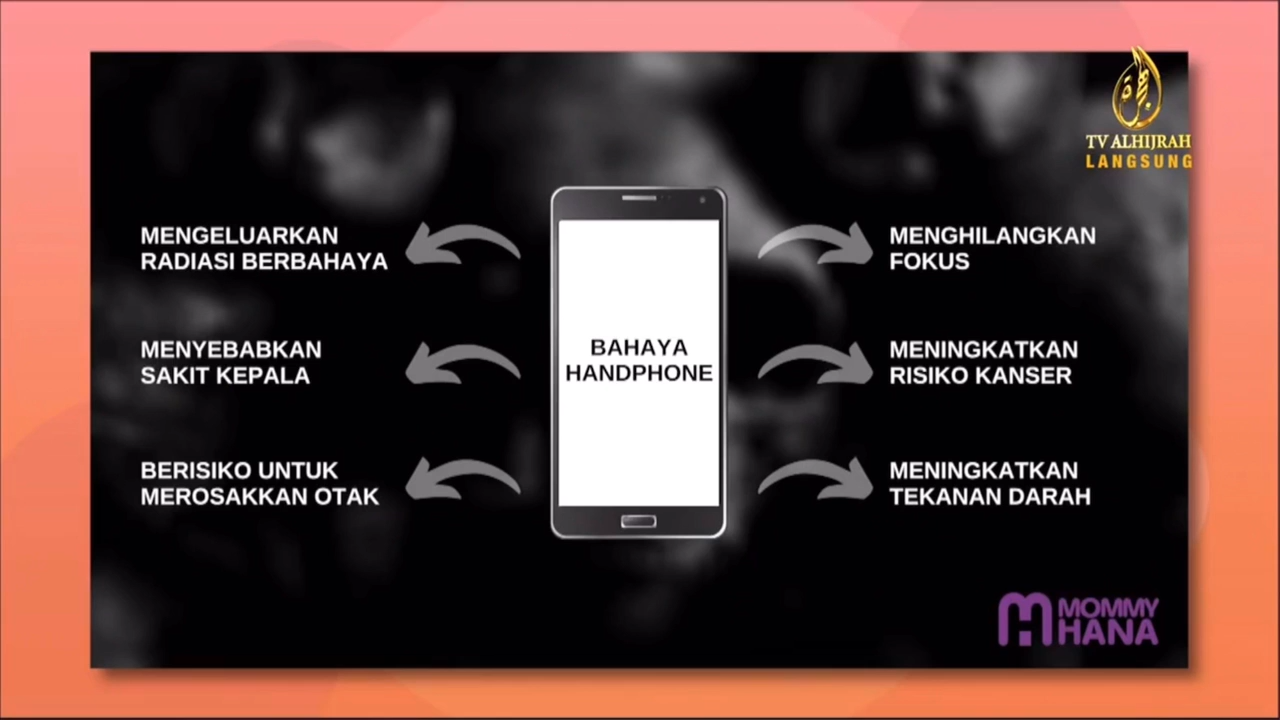 TV ALHIJRAH
LANGSUNG
MENGELUARKAN
RADIASI BERBAHAYA
MENYEBABKAN
SAKIT KEPALA
BERISIKO UNTUK
MEROSAKKAN OTAK
BAHAYA
HANDPHONE
MENGHILANGKAN
FOKUS
MENINGKATKAN
RISIKO KANSER
MENINGKATKAN
TEKANAN DARAH
MOMMY
HANA